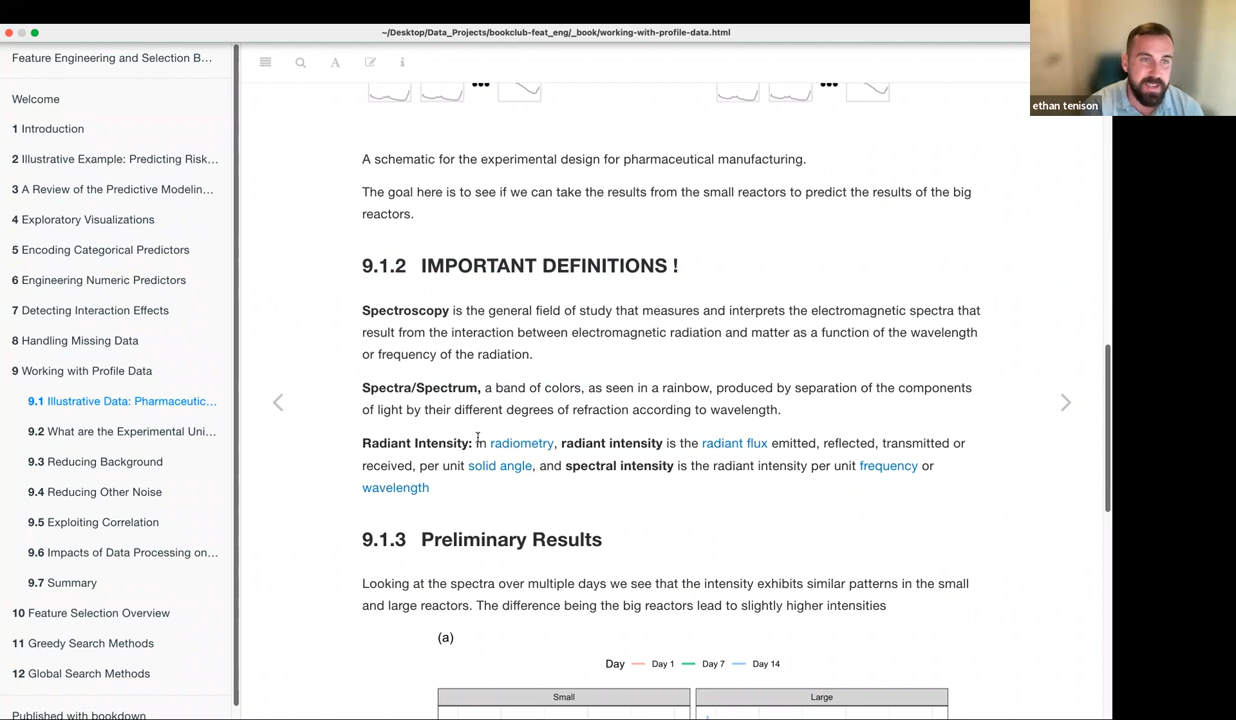 ~/Desktop/Data_Projects/bookclub-feat_eng/_book/working-with-profile-data.html
ethan tenison
Feature Engineering and Selection B...
Welcome
1 Introduction
2 Illustrative Example: Predicting Risk...
3 A Review of the Predictive Modelin...
4 Exploratory Visualizations
5 Encoding Categorical Predictors
6 Engineering Numeric Predictors
7 Detecting Interaction Effects
8 Handling Missing Data
9 Working with Profile Data
9.1 Illustrative Data: Pharmaceutic...
9.2 What are the Experimental Uni...
9.3 Reducing Background
9.4 Reducing Other Noise
9.5 Exploiting Correlation
9.6 Impacts of Data Processing on...
9.7 Summary
10 Feature Selection Overview
11 Greedy Search Methods
12 Global Search Methods
Published with bookdown
A schematic for the experimental design for pharmaceutical manufacturing.
The goal here is to see if we can take the results from the small reactors to predict the results of the big
reactors.
9.1.2 IMPORTANT DEFINITIONS !
Spectroscopy is the general field of study that measures and interprets the electromagnetic spectra that
result from the interaction between electromagnetic radiation and matter as a function of the wavelength
or frequency of the radiation.
Spectra/Spectrum, a band of colors, as seen in a rainbow, produced by separation of the components
of light by their different degrees of refraction according to wavelength.
Radiant Intensity: In radiometry, radiant intensity is the radiant flux emitted, reflected, transmitted or
received, per unit solid angle, and spectral intensity is the radiant intensity per unit frequency or
wavelength
9.1.3 Preliminary Results
Looking at the spectra over multiple days we see that the intensity exhibits similar patterns in the small
and large reactors. The difference being the big reactors lead to slightly higher intensities
(a)
Day Day 1 Day 7 Day 14
Small Large